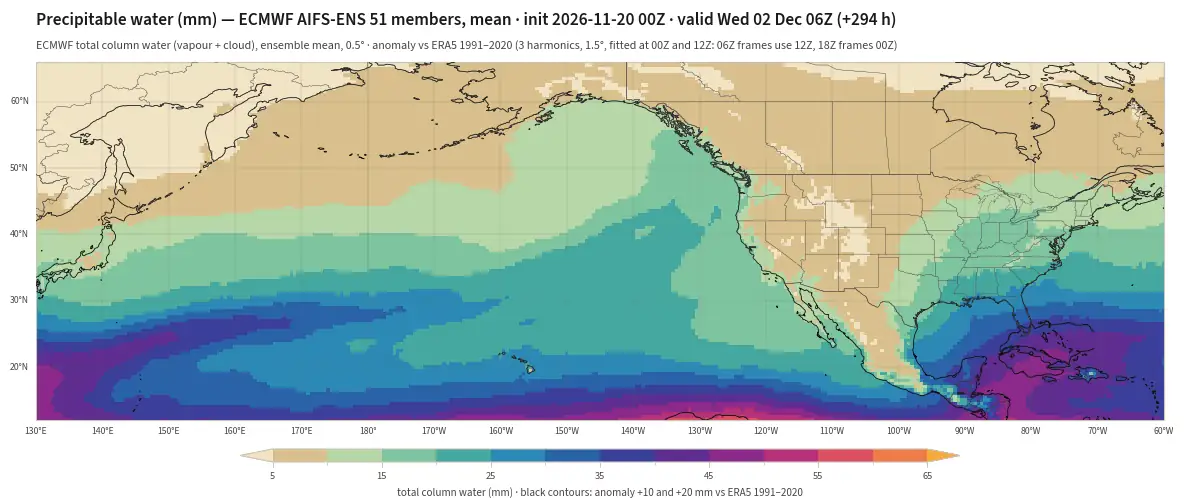 Precipitable water (mm) — ECMWF AIFS-ENS 51 members, mean · init 2026-11-20 00Z · valid Wed 02 Dec 06Z (+294 h)
ECMWF total column water (vapour + cloud), ensemble mean, 0.5° · anomaly vs ERA5 1991–2020 (3 harmonics, 1.5°, fitted at 00Z and 12Z: 06Z frames use 12Z, 18Z frames 00Z)
60°N
50°N
40°N
30°N
20°N
130°E 140°E 150°E 160°E 170°E 180° 170°W 160°W 150°W 140°W 130°W 120°W 110°W 100°W 90°W 80°W 70°W 60°W
5 15 25 35 45 55 65
total column water (mm) · black contours: anomaly +10 and +20 mm vs ERA5 1991–2020